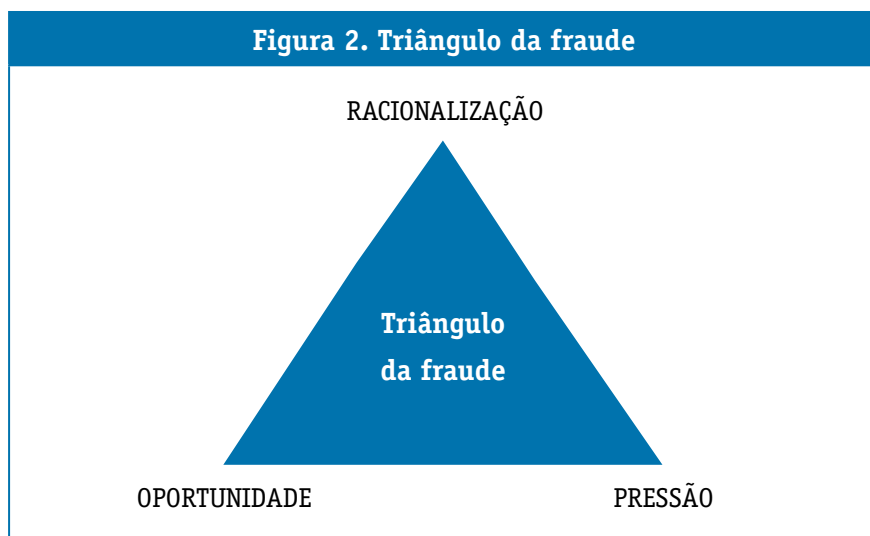 Figura 2. Triângulo da fraude
RACIONALIZAÇÃO
Triângulo
da fraude
OPORTUNIDADE
PRESSÃO